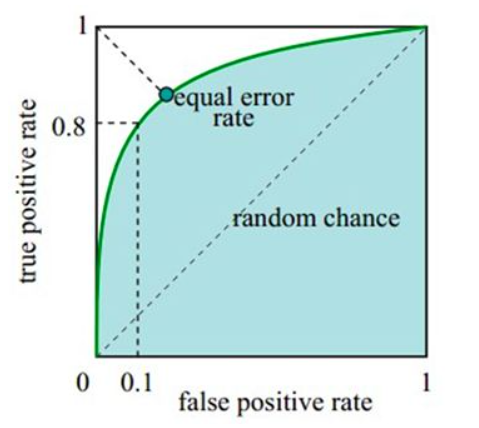 1
equal error
rate
0.8
true positive rate
random chance
0
0.1
1
false positive rate